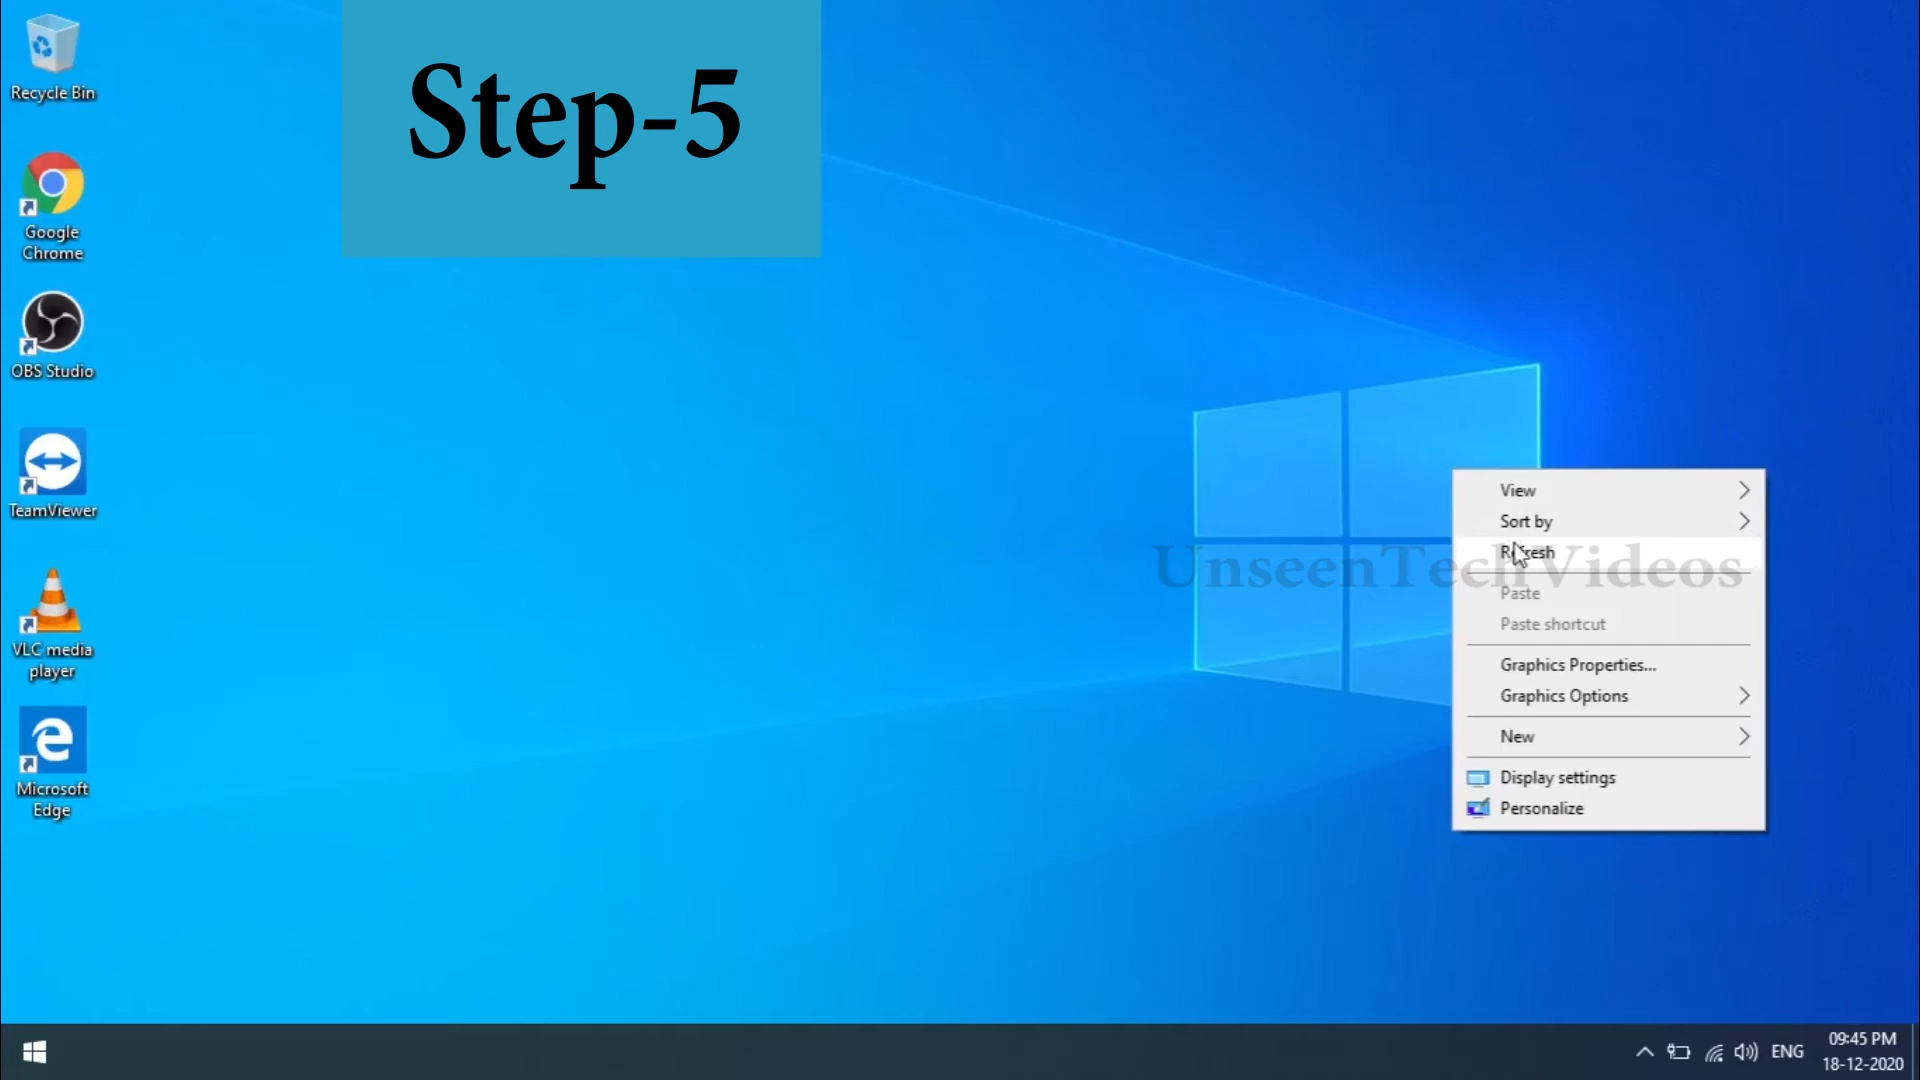 Step-5
Recycle Bin
Google
Chrome
OBS Studio
TeamViewer
VLC media
player
Microsoft
Edge
View
Sort by
Refresh
UnseenTechVideos
Paste
Paste shortcut
Graphics Properties...
Graphics Options
New
Display settings
Personalize
ENG
09:45 PM
18-12-2020